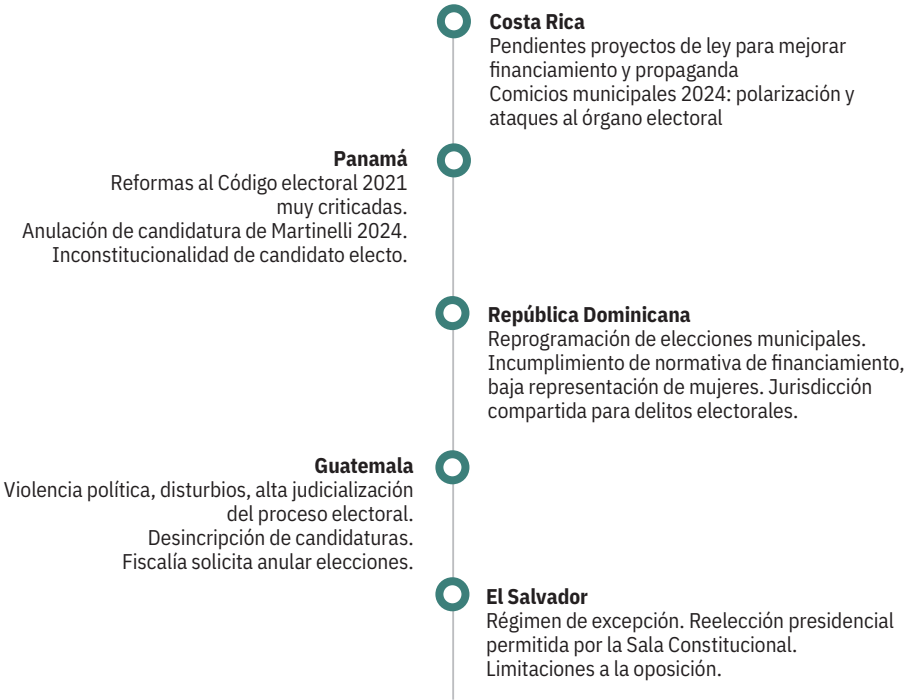 Costa Rica
Pendientes proyectos de ley para mejorar
financiamiento y propaganda
Comicios municipales 2024: polarización y
ataques al órgano electoral
Panamá
Reformas al Código electoral 2021
muy criticadas.
Anulación de candidatura de Martinelli 2024.
Inconstitucionalidad de candidato electo.
República Dominicana
Reprogramación de elecciones municipales.
Incumplimiento de normativa de financiamiento,
baja representación de mujeres. Jurisdicción
compartida para delitos electorales.
Guatemala
Violencia política, disturbios, alta judicialización
del proceso electoral.
Desincripción de candidaturas.
Fiscalía solicita anular elecciones.
El Salvador
Régimen de excepción. Reelección presidencial
permitida por la Sala Constitucional.
Limitaciones a la oposición.